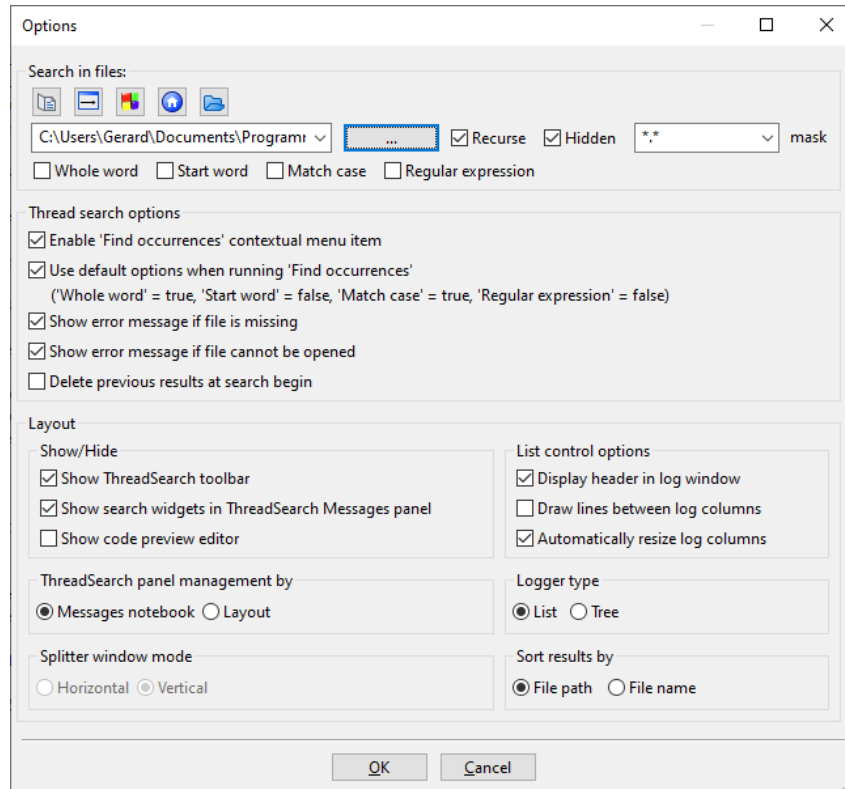 Options
Search in files:
C:\Users\Gerard\Documents\Program
... Recurse Hidden *.* mask
Whole word Start word Match case Regular expression
Thread search options
Enable 'Find occurrences' contextual menu item
Use default options when running 'Find occurrences'
('Whole word' = true, 'Start word' = false, 'Match case' = true, 'Regular expression' = false)
Show error message if file is missing
Show error message if file cannot be opened
Delete previous results at search begin
Layout
Show/Hide
Show ThreadSearch toolbar
Show search widgets in ThreadSearch Messages panel
Show code preview editor
List control options
Display header in log window
Draw lines between log columns
Automatically resize log columns
ThreadSearch panel management by
Messages notebook Layout
Logger type
List Tree
Splitter window mode
Horizontal Vertical
Sort results by
File path File name
OK Cancel